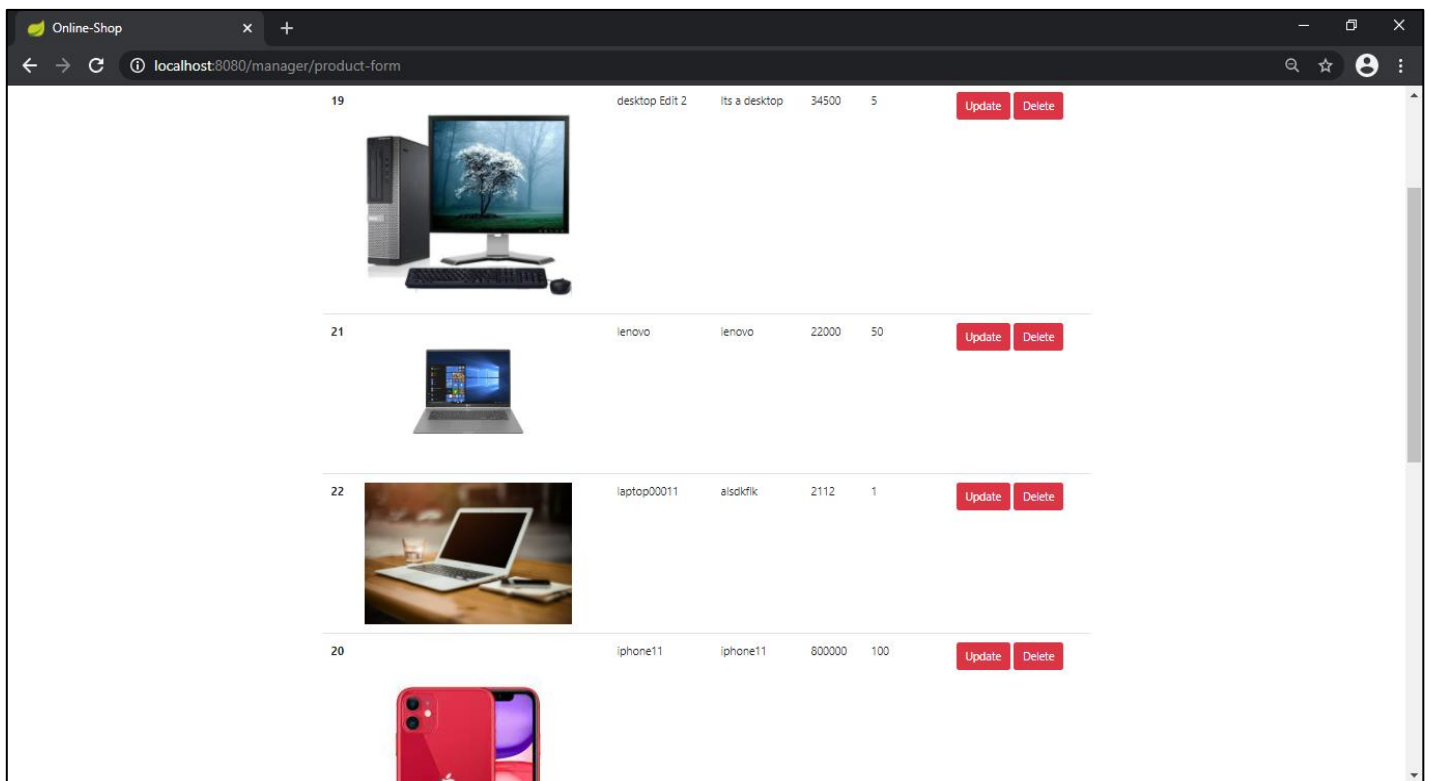 Online-Shop
localhost:8080/manager/product-form
19 desktop Edit 2 Its a desktop 34500 5 Update Delete
21 lenovo lenovo 22000 50 Update Delete
22 laptop00011 alsdkflk 2112 1 Update Delete
20 iphone11 iphone11 800000 100 Update Delete